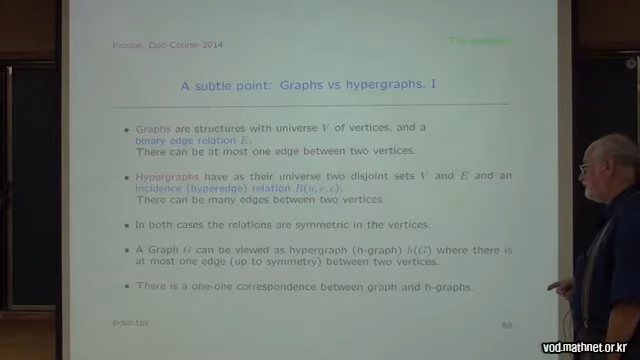 Prague, Doc-Course 2014
A subtle point: Graphs vs hypergraphs. I
• Graphs are structures with universe V of vertices, and a
binary edge relation E.
There can be at most one edge between two vertices.
• Hypergraphs have as their universe two disjoint sets V and E and an
incidence (hyperedge) relation R(u, v, e).
There can be many edges between two vertices
• In both cases the relations are symmetric in the vertices.
• A Graph G can be viewed as hypergraph (h-graph) h(G) where there is
at most one edge (up to symmetry) between two vertices.
• There is a one-one correspondence between graph and h-graphs.
88
vod.mathnet.or.kr